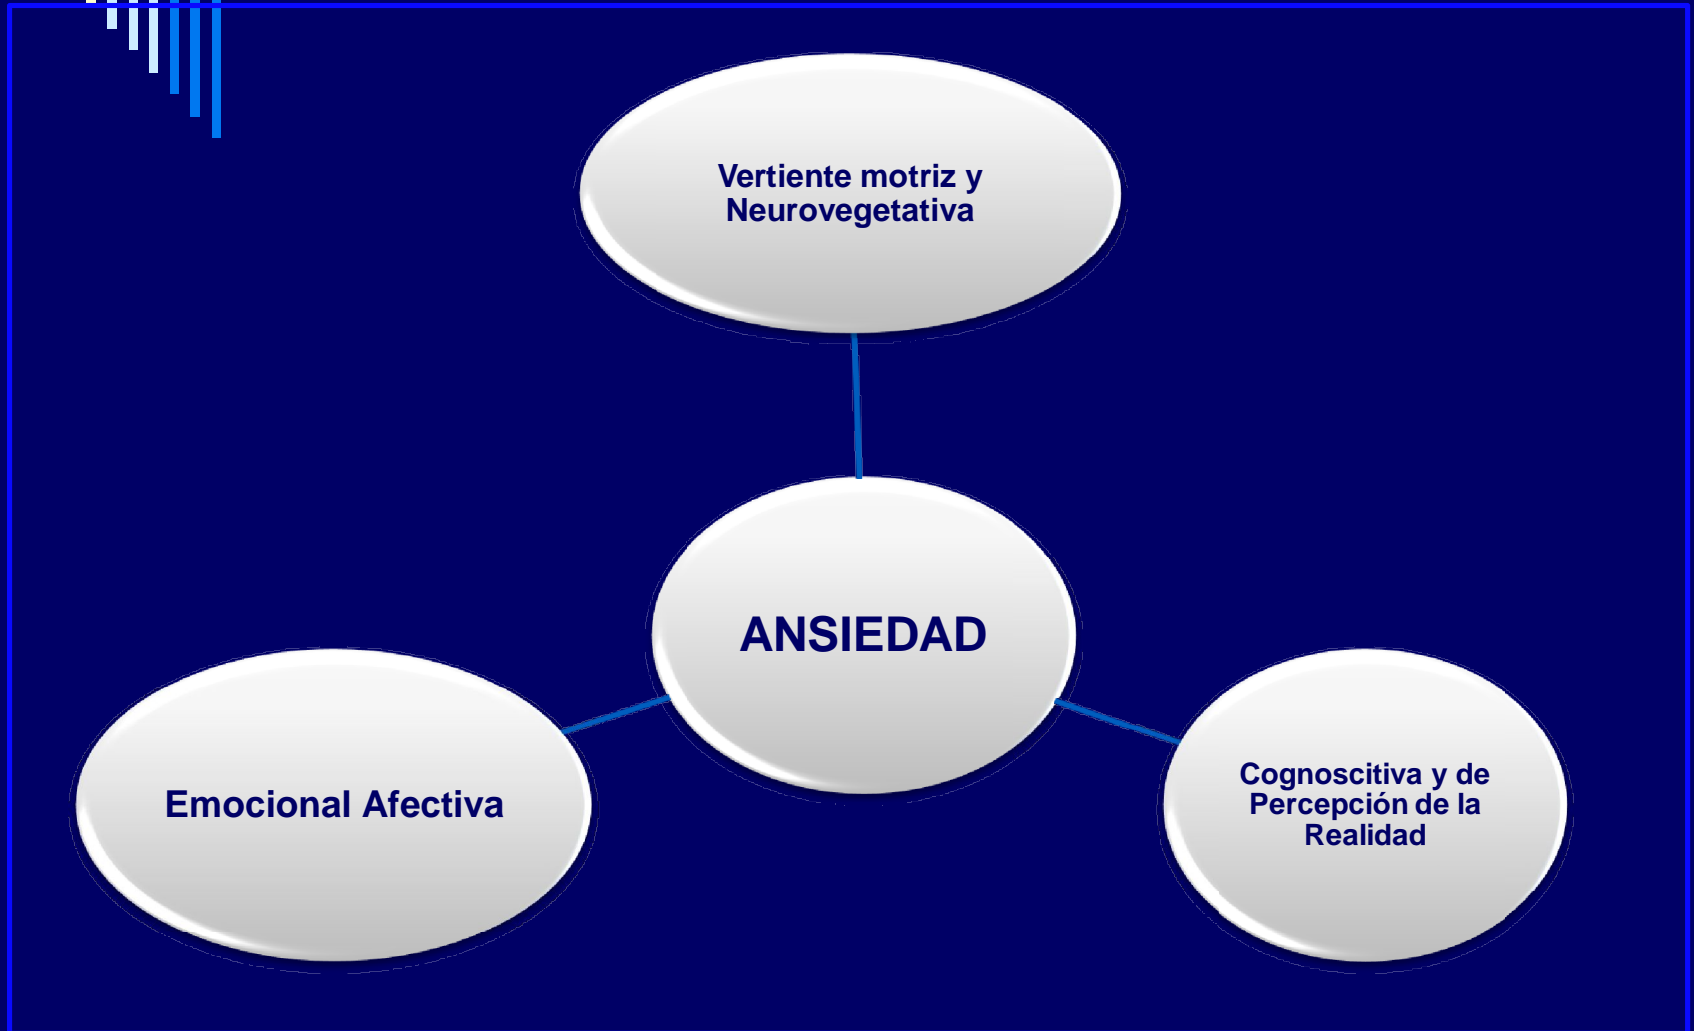 Vertiente motriz y
Neurovegetativa
ANSIEDAD
Emocional Afectiva
Cognoscitiva y de
Percepción de la
Realidad